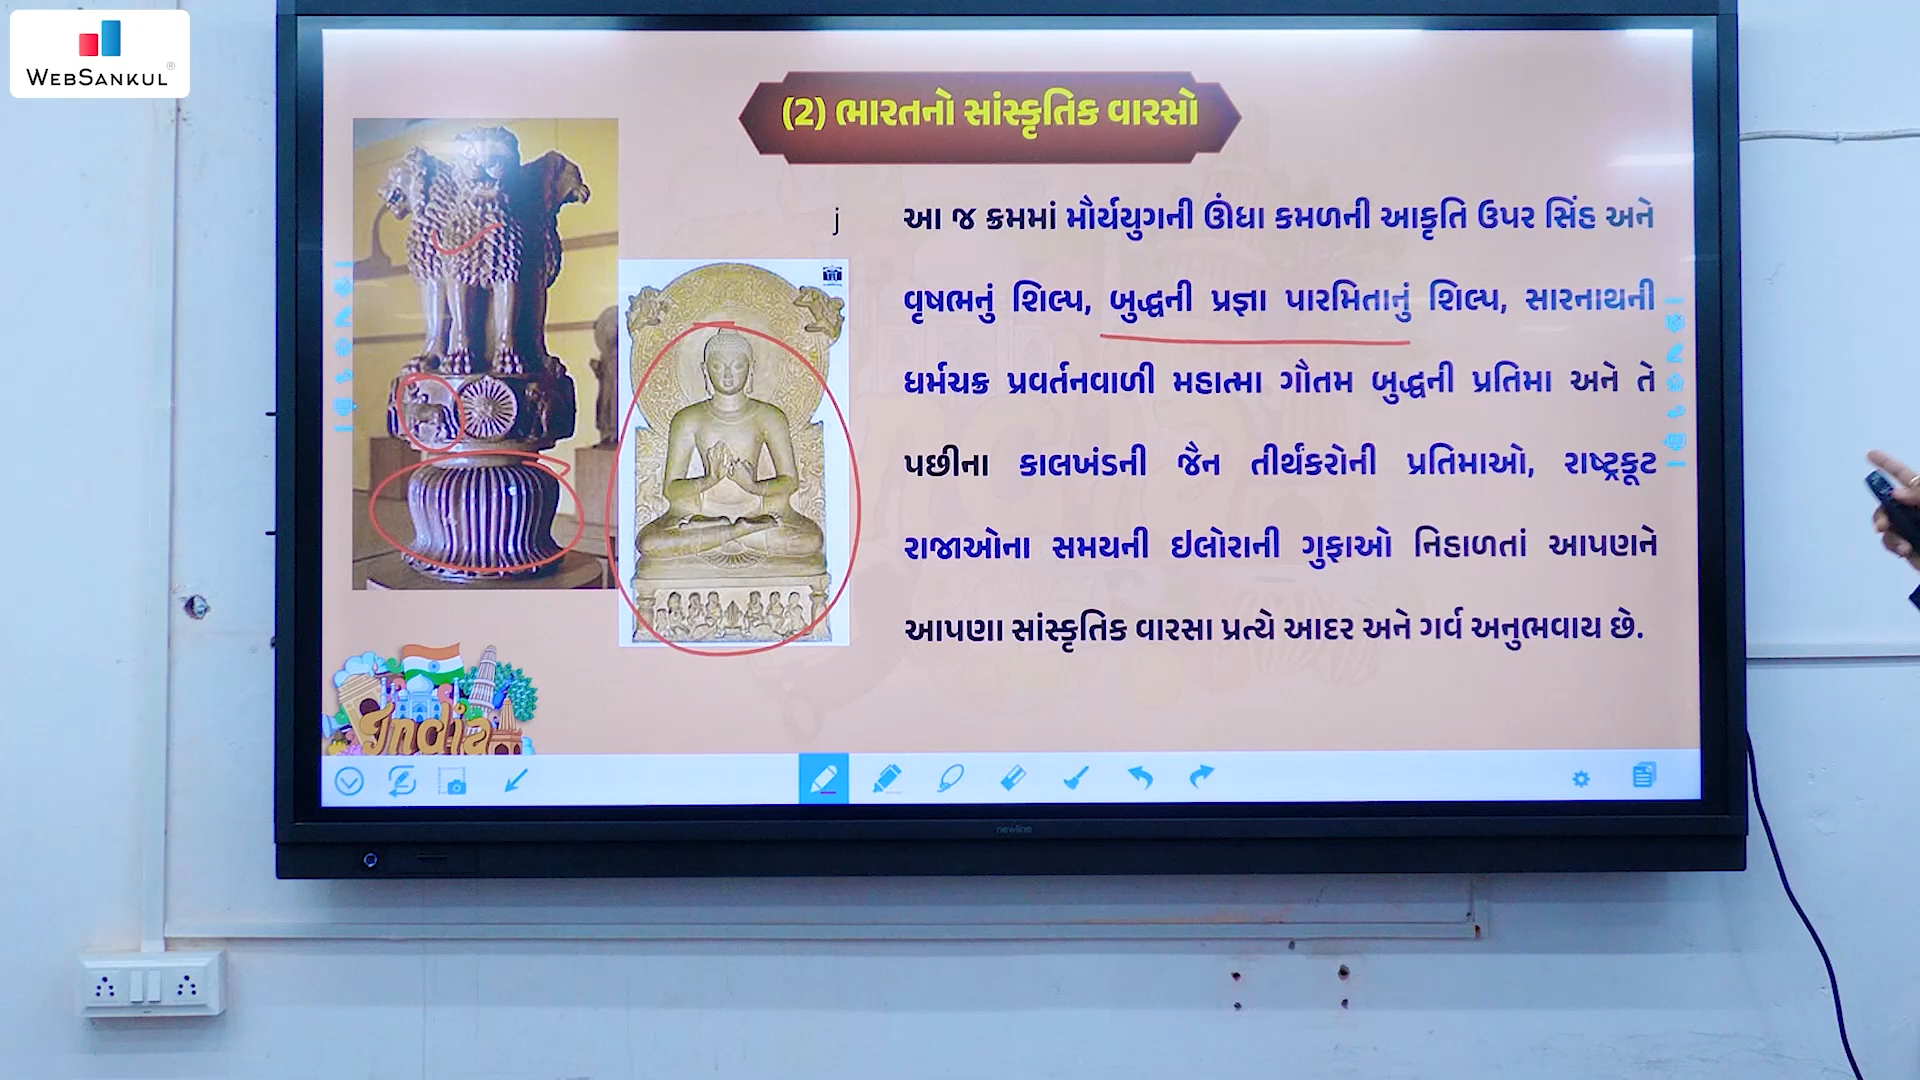 WEBSANKUL®
(2) ભારતનો સાંસ્કૃતિક વારસો
j
આ જ ક્રમમાં મૌર્યયુગની ઊંધા કમળની આકૃતિ ઉપર સિંહ અને
વૃષભનું શિલ્પ, બુદ્ધની પ્રજ્ઞા પારમિતાનું શિલ્પ, સારનાથની
ધર્મચક્ર પ્રવર્તનવાળી મહાત્મા ગૌતમ બુદ્ધની પ્રતિમા અને તે
પછીના કાલખંડની જૈન તીર્થંકરોની પ્રતિમાઓ, રાષ્ટ્રકૂટ
રાજાઓના સમયની ઇલોરાની ગુફાઓ નિહાળતાં આપણને
આપણા સાંસ્કૃતિક વારસા પ્રત્યે આદર અને ગર્વ અનુભવાય છે.
India
newline